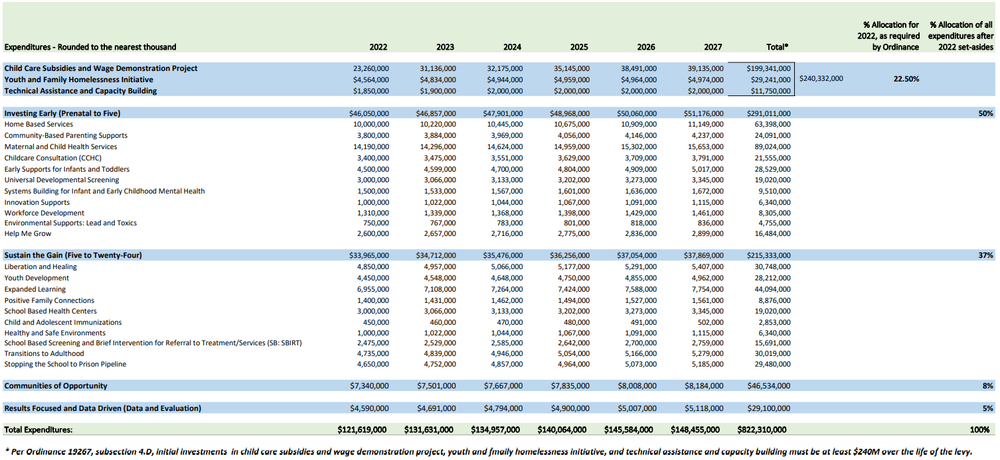 % Allocation for % Allocation of all
2022, as required expenditures after
Expenditures - Rounded to the nearest thousand 2022 2023 2024 2025 2026 2027 Total* by Ordinance 2022 set-asides
Child Care Subsidies and Wage Demonstration Project 23,260,000 31,136,000 32,175,000 35,145,000 38,491,000 39,135,000 $199,341,000
Youth and Family Homelessness Initiative $4,564,000 $4,834,000 $4,944,000 $4,959,000 $4,964,000 $4,974,000 $29,241,000 $240,332,000 22.50%
Technical Assistance and Capacity Building $1,850,000 $1,900,000 $2,000,000 $2,000,000 $2,000,000 $2,000,000 $11,750,000
Investing Early (Prenatal to Five) $46,050,000 $46,857,000 $47,901,000 $48,968,000 $50,060,000 $51,176,000 $291,011,000 50%
Home Based Services 10,000,000 10,220,000 10,445,000 10,675,000 10,909,000 11,149,000 63,398,000
Community-Based Parenting Supports 3,800,000 3,884,000 3,969,000 4,056,000 4,146,000 4,237,000 24,091,000
Maternal and Child Health Services 14,190,000 14,296,000 14,624,000 14,959,000 15,302,000 15,653,000 89,024,000
Childcare Consultation (CCHC) 3,400,000 3,475,000 3,551,000 3,629,000 3,709,000 3,791,000 21,555,000
Early Supports for Infants and Toddlers 4,500,000 4,599,000 4,700,000 4,804,000 4,909,000 5,017,000 28,529,000
Universal Developmental Screening 3,000,000 3,066,000 3,133,000 3,202,000 3,273,000 3,345,000 19,020,000
Systems Building for Infant and Early Childhood Mental Health 1,500,000 1,533,000 1,567,000 1,601,000 1,636,000 1,672,000 9,510,000
Innovation Supports 1,000,000 1,022,000 1,044,000 1,067,000 1,091,000 1,115,000 6,340,000
Workforce Development 1,310,000 1,339,000 1,368,000 1,398,000 1,429,000 1,461,000 8,305,000
Environmental Supports: Lead and Toxics 750,000 767,000 783,000 801,000 818,000 836,000 4,755,000
Help Me Grow 2,600,000 2,657,000 2,716,000 2,775,000 2,836,000 2,899,000 16,484,000
Sustain the Gain (Five to Twenty-Four) $33,965,000 $34,712,000 $35,476,000 $36,256,000 $37,054,000 $37,869,000 $215,333,000 37%
Liberation and Healing 4,850,000 4,957,000 5,066,000 5,177,000 5,291,000 5,407,000 30,748,000
Youth Development 4,450,000 4,548,000 4,648,000 4,750,000 4,855,000 4,962,000 28,212,000
Expanded Learning 6,955,000 7,108,000 7,264,000 7,424,000 7,588,000 7,754,000 44,094,000
Positive Family Connections 1,400,000 1,431,000 1,462,000 1,494,000 1,527,000 1,561,000 8,876,000
School Based Health Centers 3,000,000 3,066,000 3,133,000 3,202,000 3,273,000 3,345,000 19,020,000
Child and Adolescent Immunizations 450,000 460,000 470,000 480,000 491,000 502,000 2,853,000
Healthy and Safe Environments 1,000,000 1,022,000 1,044,000 1,067,000 1,091,000 1,115,000 6,340,000
School Based Screening and Brief Intervention for Referral to Treatment/Services (SB: SBIRT) 2,475,000 2,529,000 2,585,000 2,642,000 2,700,000 2,759,000 15,691,000
Transitions to Adulthood 4,735,000 4,839,000 4,946,000 5,054,000 5,166,000 5,279,000 30,019,000
Stopping the School to Prison Pipeline 4,650,000 4,752,000 4,857,000 4,964,000 5,073,000 5,185,000 29,480,000
Communities of Opportunity $7,340,000 $7,501,000 $7,667,000 $7,835,000 $8,008,000 $8,184,000 $46,534,000 8%
Results Focused and Data Driven (Data and Evaluation) $4,590,000 $4,691,000 $4,794,000 $4,900,000 $5,007,000 $5,118,000 $29,100,000 5%
Total Expenditures: $121,619,000 $131,631,000 $134,957,000 $140,064,000 $145,584,000 $148,455,000 $822,310,000 100%
* Per Ordinance 19267, subsection 4.D, initial investments in child care subsidies and wage demonstration project, youth and fmaily homelessness initiative, and technical assistance and capacity building must be at least $240M over the life of the levy.